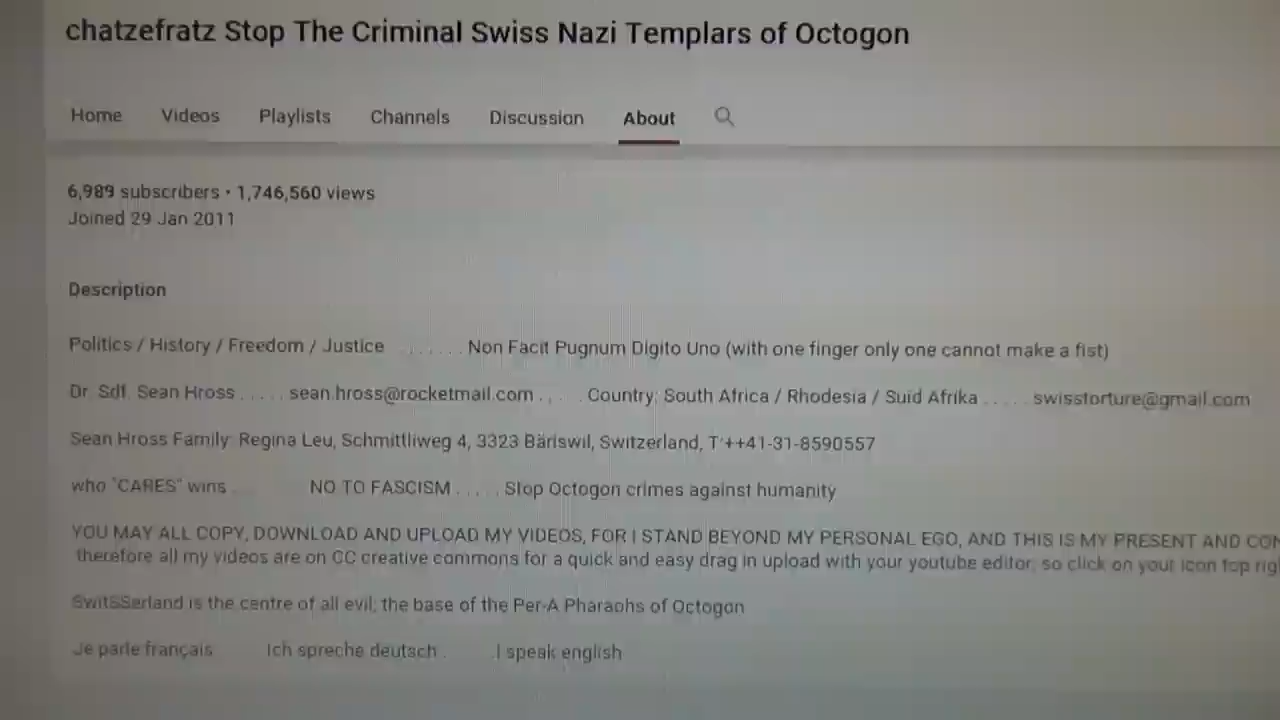 chatzefratz Stop The Criminal Swiss Nazi Templars of Octogon
Home Videos Playlists Channels Discussion About
6,989 subscribers • 1,746,560 views
Joined 29 Jan 2011
Description
Politics / History / Freedom / Justice . . . . . . . Non Facit Pugnum Digito Uno (with one finger only one cannot make a fist)
Dr. Sdf. Sean Hross . . . . . sean.hross@rocketmail.com . . . . Country: South Africa / Rhodesia / Suid Afrika . . . . . swisstorture@gmail.com
Sean Hross Family: Regina Leu, Schmittliweg 4, 3323 Bäriswil, Switzerland, T'++41-31-8590557
who "CARES" wins NO TO FASCISM . . . . . Stop Octogon crimes against humanity
YOU MAY ALL COPY, DOWNLOAD AND UPLOAD MY VIDEOS, FOR I STAND BEYOND MY PERSONAL EGO, AND THIS IS MY PRESENT AND CON
therefore all my videos are on CC creative commons for a quick and easy drag in upload with your youtube editor, so click on your icon top rig
SwitSSerland is the centre of all evil; the base of the Per-A Pharaohs of Octogon
Je parle français Ich spreche deutsch . . I speak english